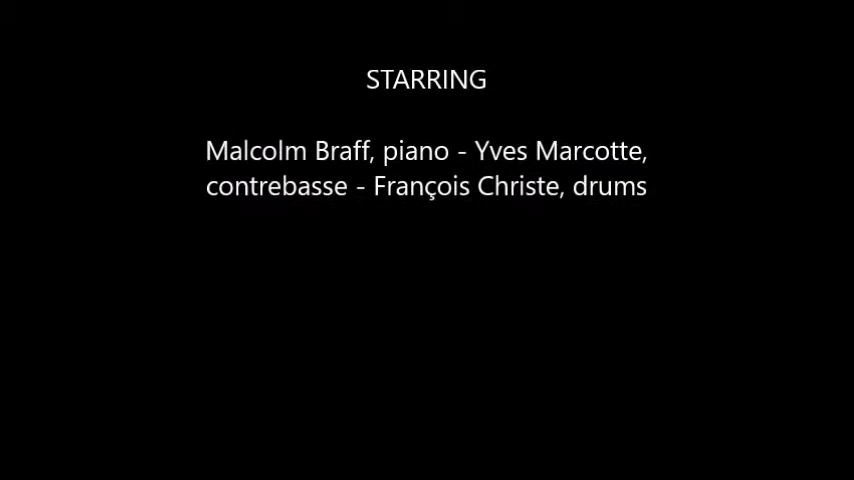 STARRING
Malcolm Braff, piano - Yves Marcotte,
contrebasse - François Christe, drums